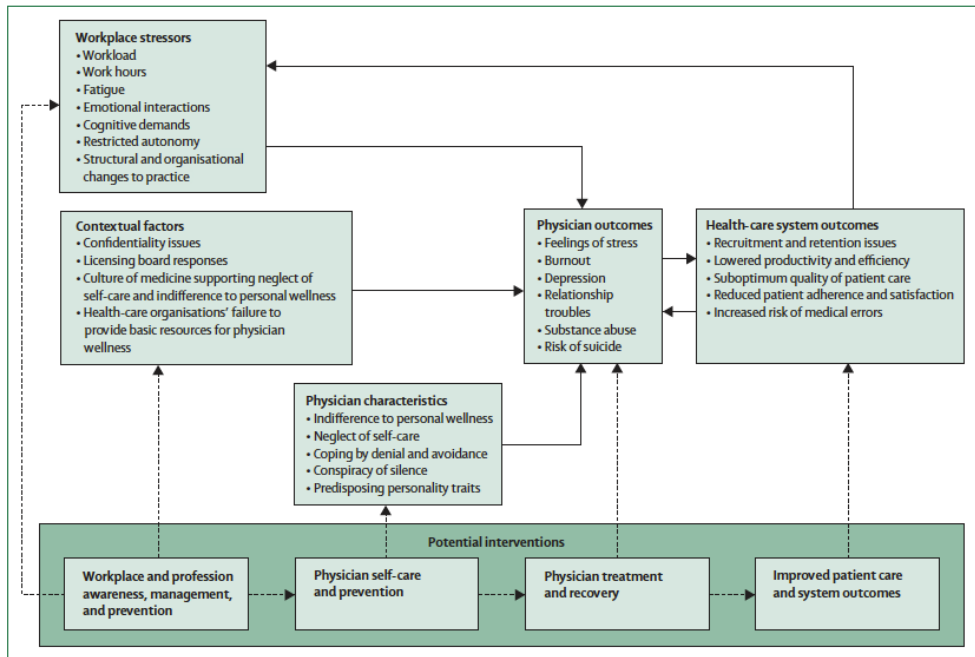 Workplace stressors
• Workload
• Work hours
• Fatigue
• Emotional interactions
• Cognitive demands
• Restricted autonomy
• Structural and organisational
changes to practice
Contextual factors
• Confidentiality issues
• Licensing board responses
• Culture of medicine supporting neglect of
self-care and indifference to personal wellness
• Health-care organisations' failure to
provide basic resources for physician
wellness
Physician outcomes
• Feelings of stress
• Burnout
• Depression
• Relationship
troubles
• Substance abuse
• Risk of suicide
Health-care system outcomes
• Recruitment and retention issues
• Lowered productivity and efficiency
• Suboptimum quality of patient care
• Reduced patient adherence and satisfaction
• Increased risk of medical errors
Physician characteristics
• Indifference to personal wellness
• Neglect of self-care
• Coping by denial and avoidance
• Conspiracy of silence
• Predisposing personality traits
Potential interventions
Workplace and profession
awareness, management,
and prevention
Physician self-care
and prevention
Physician treatment
and recovery
Improved patient care
and system outcomes